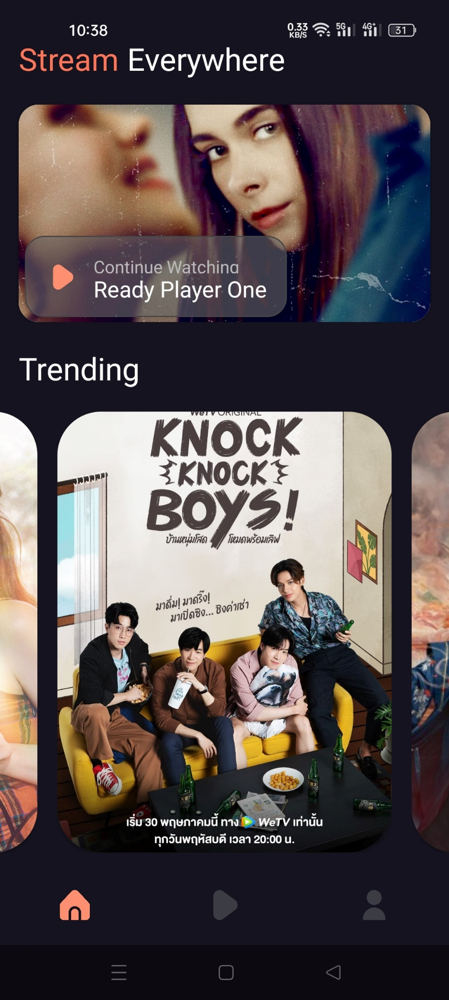 10:38
0.33
KB/S
5G
4G+
31
Stream Everywhere
Continue Watching
Ready Player One
Trending
WeTV ORIGINAL
KNOCK
KNOCK
BOYS!
บ้านหนุ่มโสด โหมดพร้อมเลิฟ
มาดื่ม! มาดริ๊ง!
มาเปิดซิง... ชิงค่าเช่า
เริ่ม 30 พฤษภาคมนี้ ทาง WeTV เท่านั้น
ทุกวันพฤหัสบดี เวลา 20:00 น.